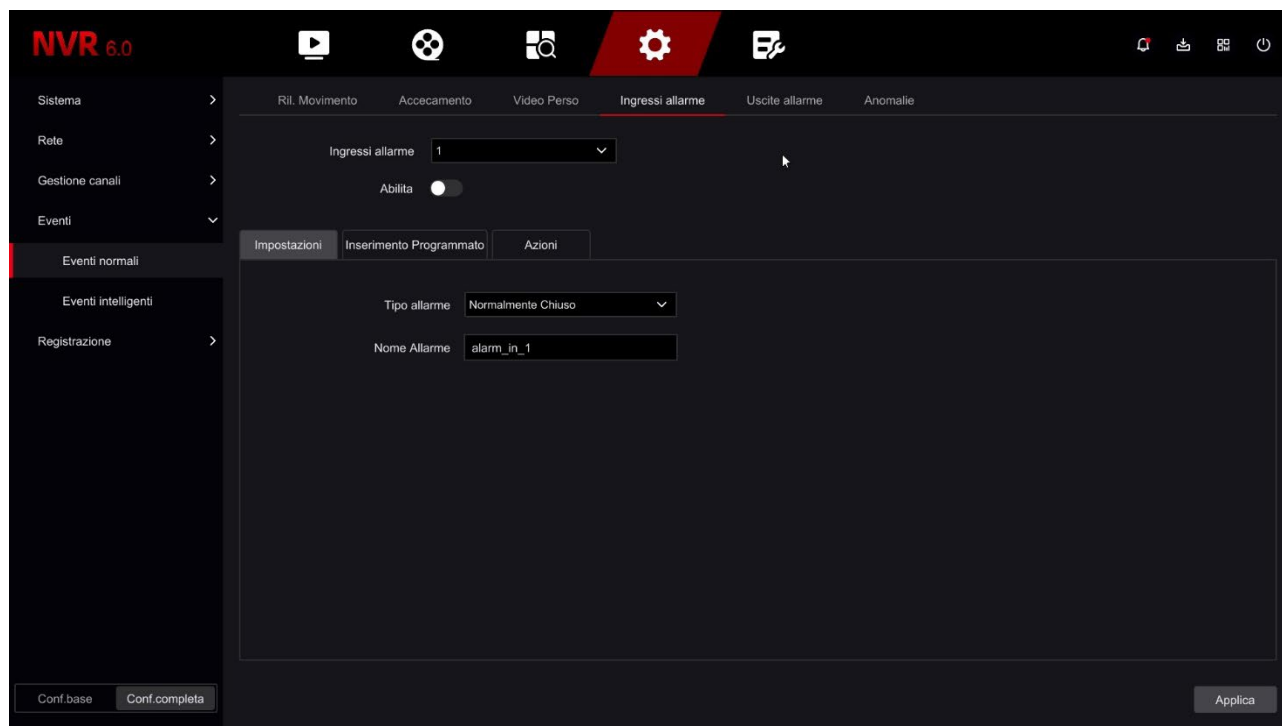 NVR 6.0
Sistema
Rete
Gestione canali
Eventi
Eventi normali
Eventi intelligenti
Registrazione
Conf.base Conf.completa
Ril. Movimento Accecamento Video Perso Ingressi allarme Uscite allarme Anomalie
Ingressi allarme 1
Abilita
Impostazioni Inserimento Programmato Azioni
Tipo allarme Normalmente Chiuso
Nome Allarme alarm_in_1
Applica